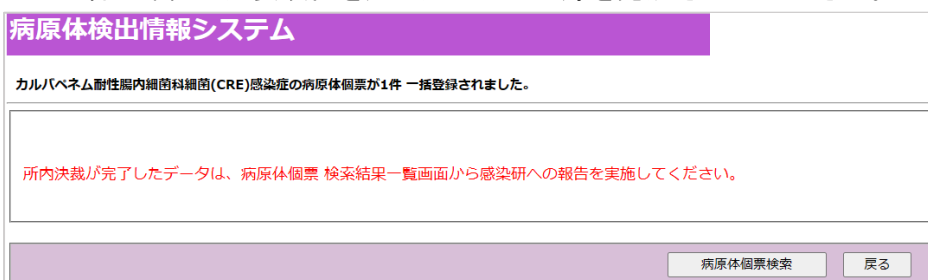 病原体検出情報システム
カルバペネム耐性腸内細菌科細菌(CRE)感染症の病原体個票が1件 一括登録されました。
所内決裁が完了したデータは、病原体個票 検索結果一覧画面から感染研への報告を実施してください。
病原体個票検索
戻る